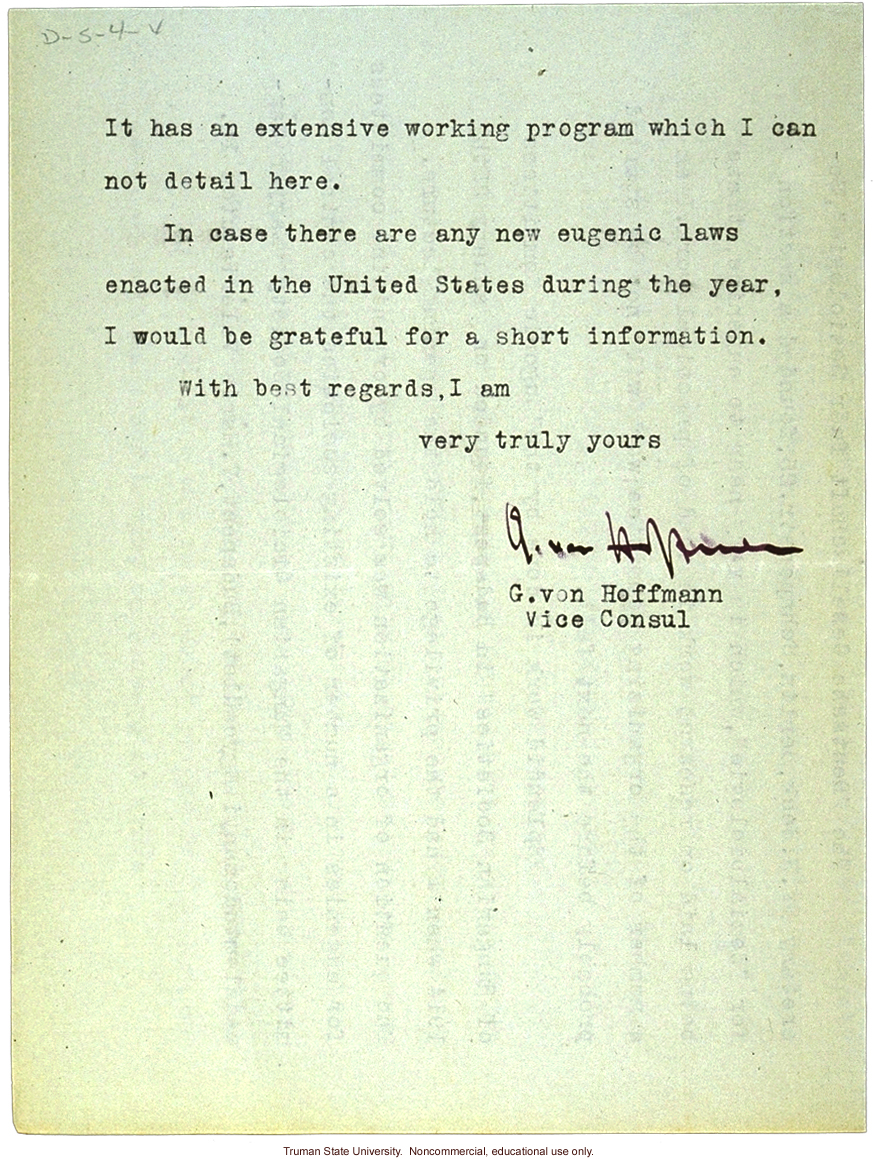 D-5-4-V
It has an extensive working program which I can
not detail here.
In case there are any new eugenic laws
enacted in the United States during the year,
I would be grateful for a short information.
With best regards,I am
very truly yours
G. von Hoffmann
G.von Hoffmann
Vice Consul
Truman State University. Noncommercial, educational use only.